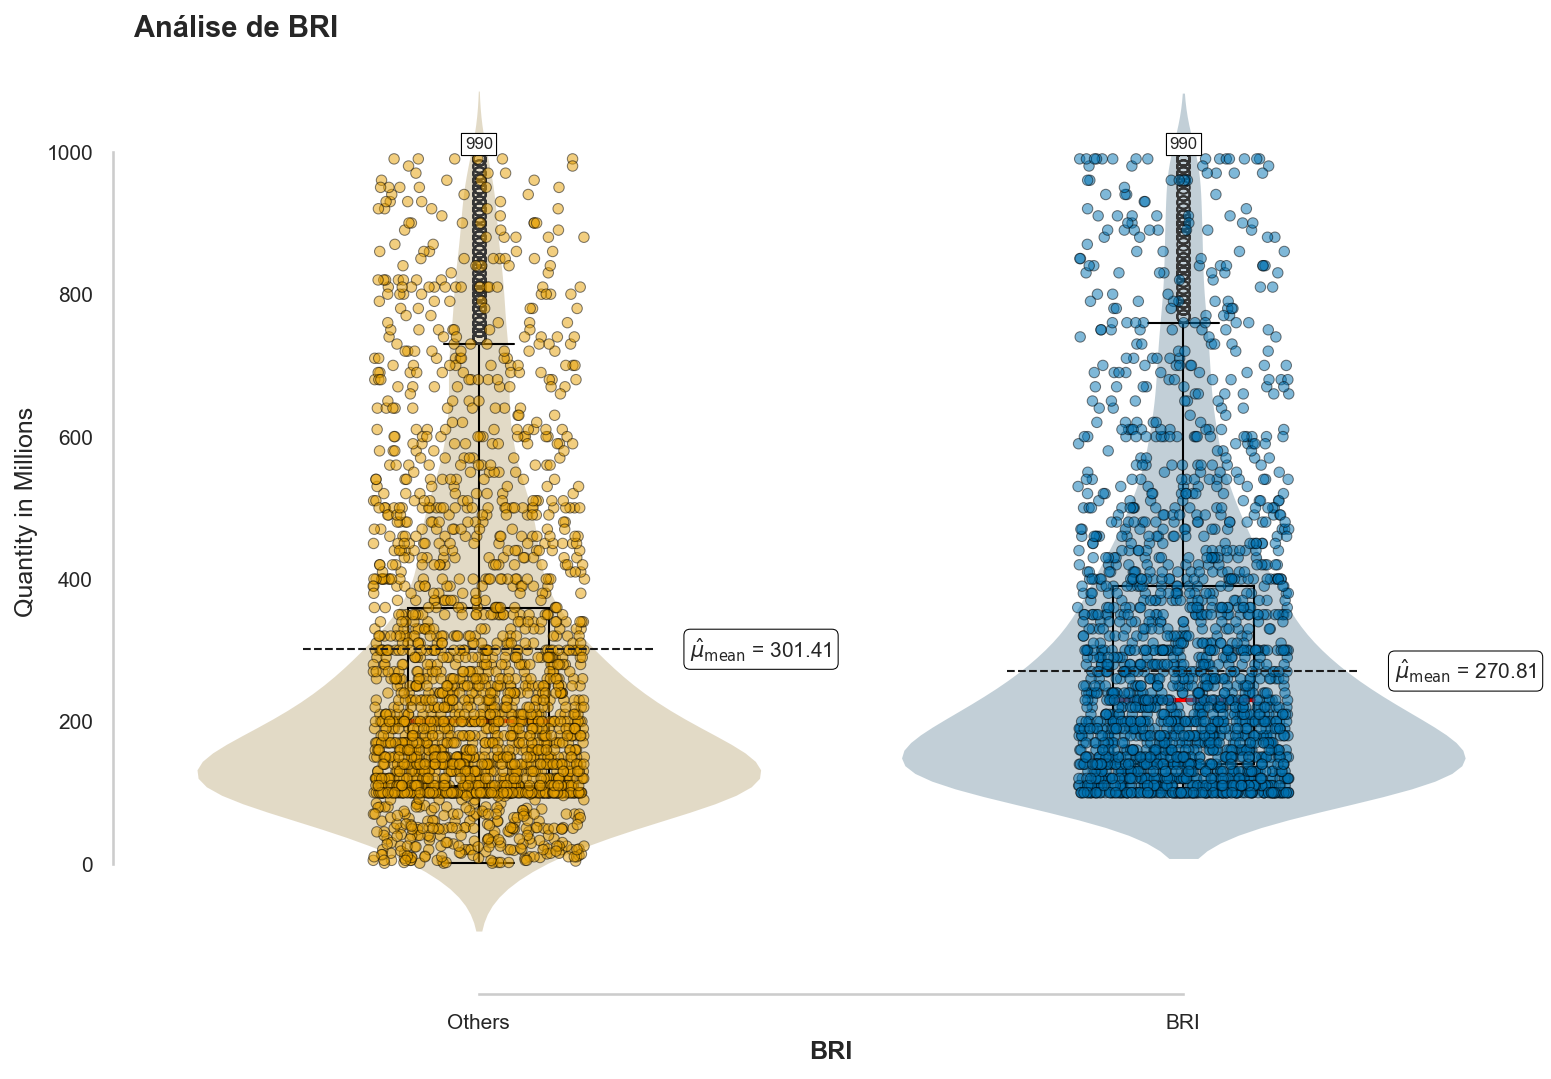 Análise de BRI
990
990
1000
800
600
400
200
0
Quantity in Millions
μ̂mean = 301.41
μ̂mean = 270.81
Others
BRI
BRI